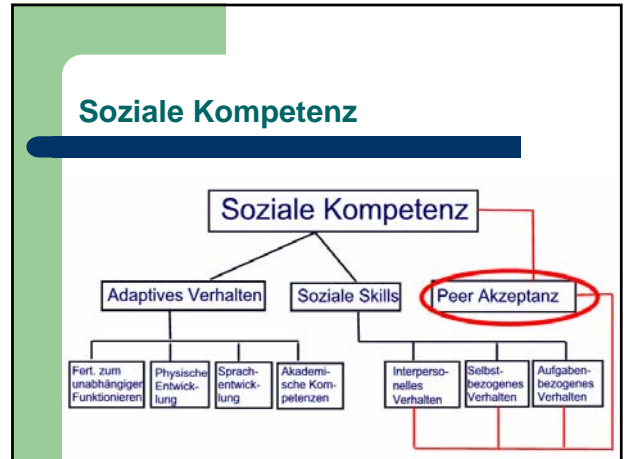 Soziale Kompetenz
Soziale Kompetenz
Adaptives Verhalten
Soziale Skills
Peer Akzeptanz
Fert. zum
unabhängigen
Funktionieren
Physische
Entwick-
lung
Sprach-
entwick-
lung
Akademi-
sche Kom-
petenzen
Interperso-
nelles
Verhalten
Selbst-
bezogenes
Verhalten
Aufgaben-
bezogenes
Verhalten